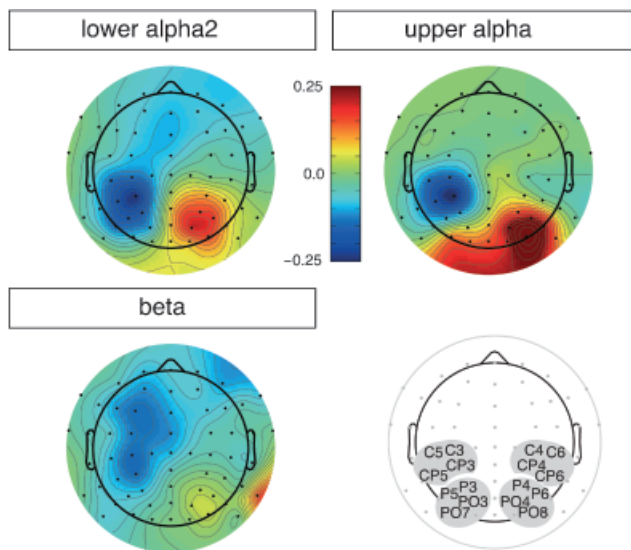 lower alpha2
upper alpha
0.25
0.0
−0.25
beta
C5 C3
CP3
CP5
C4 C6
CP4
CP6
P3
P5
PO3
PO7
P4
P6
PO4
PO8